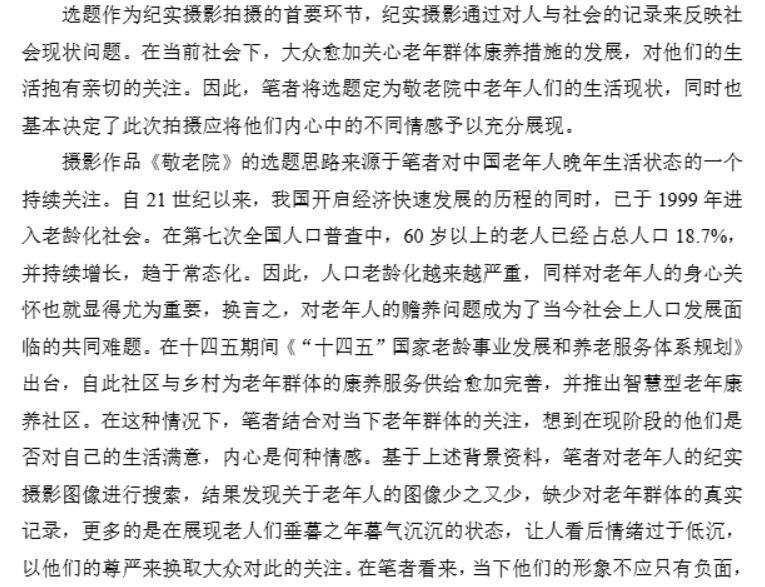 选题作为纪实摄影拍摄的首要环节，纪实摄影通过对人与社会的记录来反映社
会现状问题。在当前社会下，大众愈加关心老年群体康养措施的发展，对他们的生
活抱有亲切的关注。因此，笔者将选题定为敬老院中老年人们的生活现状，同时也
基本决定了此次拍摄应将他们内心中的不同情感予以充分展现。
摄影作品《敬老院》的选题思路来源于笔者对中国老年人晚年生活状态的一个
持续关注。自 21 世纪以来，我国开启经济快速发展的历程的同时，已于 1999 年进
入老龄化社会。在第七次全国人口普查中，60 岁以上的老人已经占总人口 18.7%，
并持续增长，趋于常态化。因此，人口老龄化越来越严重，同样对老年人的身心关
怀也就显得尤为重要，换言之，对老年人的赡养问题成为了当今社会上人口发展面
临的共同难题。在十四五期间《“十四五”国家老龄事业发展和养老服务体系规划》
出台，自此社区与乡村为老年群体的康养服务供给愈加完善，并推出智慧型老年康
养社区。在这种情况下，笔者结合对当下老年群体的关注，想到在现阶段的他们是
否对自己的生活满意，内心是何种情感。基于上述背景资料，笔者对老年人的纪实
摄影图像进行搜索，结果发现关于老年人的图像少之又少，缺少对老年群体的真实
记录，更多的是在展现老人们垂暮之年暮气沉沉的状态，让人看后情绪过于低沉，
以他们的尊严来换取大众对此的关注。在笔者看来，当下他们的形象不应只有负面，